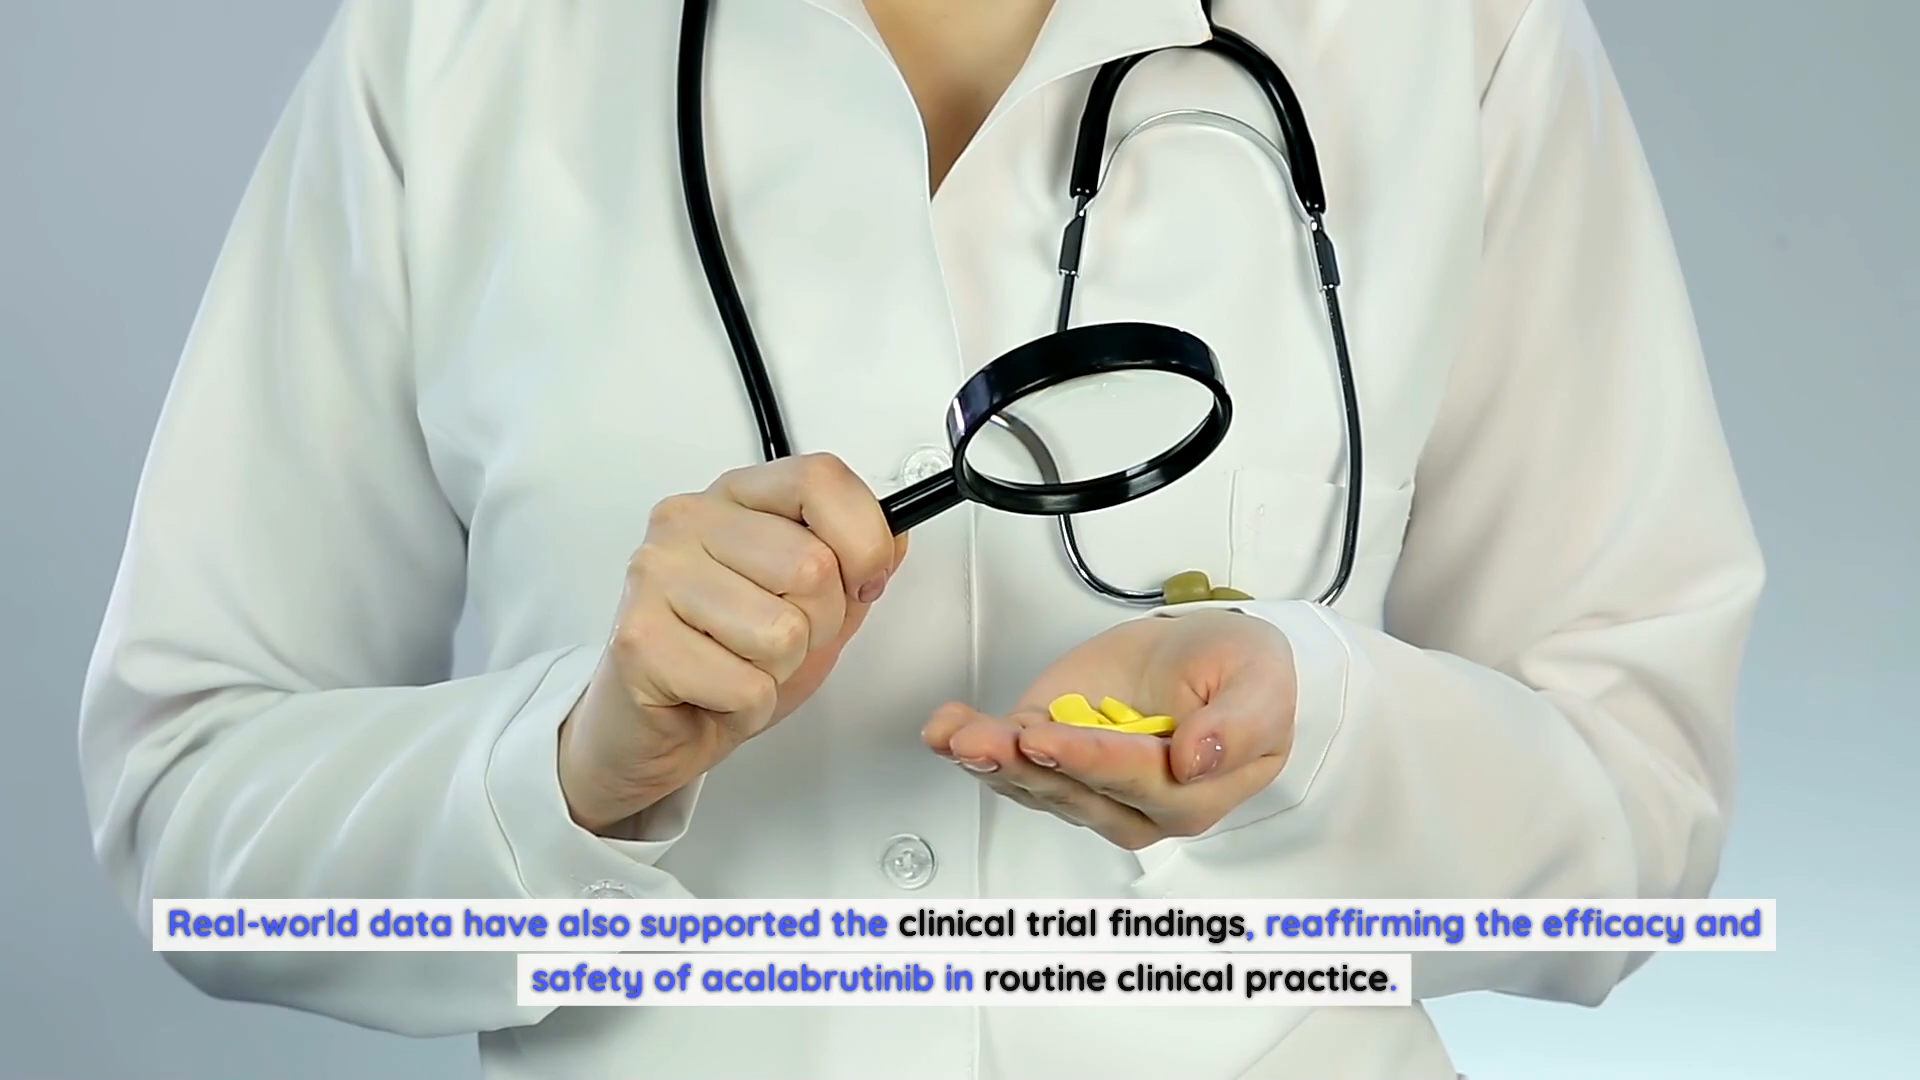 Real-world data have also supported the clinical trial findings, reaffirming the efficacy and
safety of acalabrutinib in routine clinical practice.